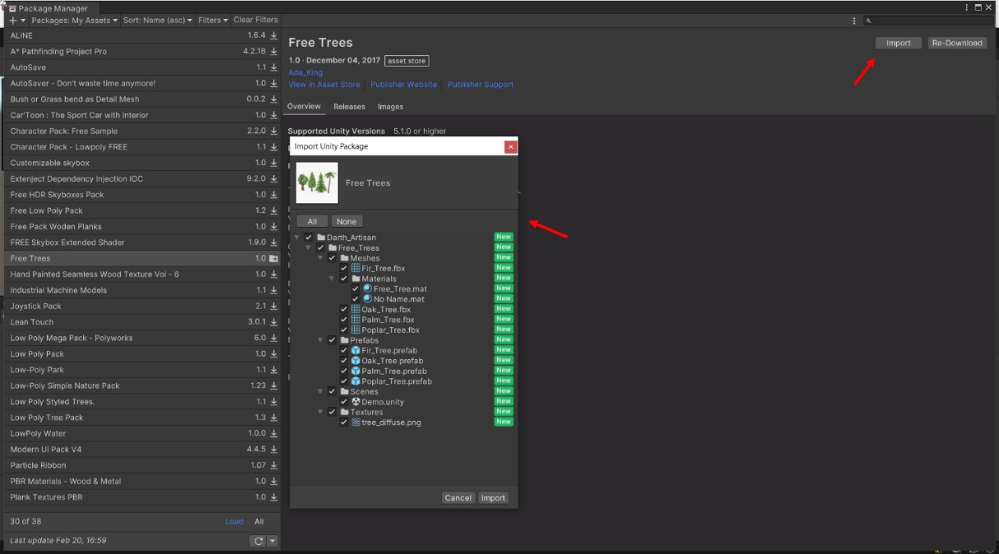 Package Manager
Packages: My Assets Sort: Name (asc) Filters Clear Filters
ALINE 1.6.4
A* Pathfinding Project Pro 4.2.18
AutoSave 1.1
AutoSaver - Don't waste time anymore! 1.0
Bush or Grass bend as Detail Mesh 0.0.2
Car'Toon : The Sport Car with interior 1.0
Character Pack: Free Sample 2.2.0
Character Pack - Lowpoly FREE 1.1
Customizable skybox 1.0
Extenject Dependency Injection IOC 9.2.0
Free HDR Skyboxes Pack 1.0
Free Low Poly Pack 1.2
Free Pack Woden Planks 1.0
FREE Skybox Extended Shader 1.9.0
Free Trees 1.0
Hand Painted Seamless Wood Texture Vol - 6 1.0
Industrial Machine Models 1.1
Joystick Pack 2.1
Lean Touch 3.0.1
Low Poly Mega Pack - Polyworks 6.0
Low Poly Pack 1.0
Low-Poly Park 1.1
Low-Poly Simple Nature Pack 1.23
Low Poly Styled Trees. 1.1
Low Poly Tree Pack 1.3
LowPoly Water 1.0.0
Modern UI Pack V4 4.4.5
Particle Ribbon 1.07
PBR Materials - Wood & Metal 1.0
Plank Textures PBR 1.0
30 of 38 Load All
Last update Feb 20, 16:59
Free Trees
Import Re-Download
1.0 - December 04, 2017 asset store
Ada_King
View in Asset Store Publisher Website Publisher Support
Overview Releases Images
Supported Unity Versions 5.1.0 or higher
Import Unity Package
Free Trees
All None
Darth_Artisan New
Free_Trees New
Meshes New
Fir_Tree.fbx New
Materials New
Free_Tree.mat New
No Name.mat New
Oak_Tree.fbx New
Palm_Tree.fbx New
Poplar_Tree.fbx New
Prefabs New
Fir_Tree.prefab New
Oak_Tree.prefab New
Palm_Tree.prefab New
Poplar_Tree.prefab New
Scenes New
Demo.unity New
Textures New
tree_diffuse.png New
Cancel Import